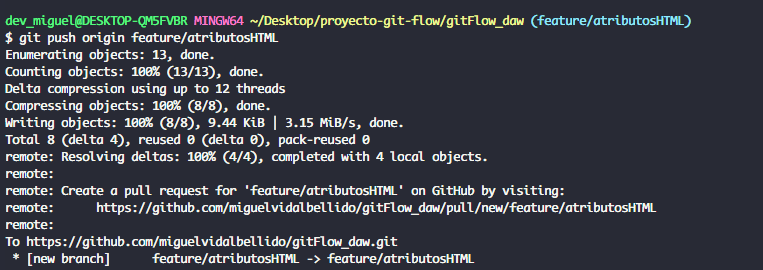 dev_miguel@DESKTOP-QM5FVBR MINGW64 ~/Desktop/proyecto-git-flow/gitFlow_daw (feature/atributosHTML)
$ git push origin feature/atributosHTML
Enumerating objects: 13, done.
Counting objects: 100% (13/13), done.
Delta compression using up to 12 threads
Compressing objects: 100% (8/8), done.
Writing objects: 100% (8/8), 9.44 KiB | 3.15 MiB/s, done.
Total 8 (delta 4), reused 0 (delta 0), pack-reused 0
remote: Resolving deltas: 100% (4/4), completed with 4 local objects.
remote:
remote: Create a pull request for 'feature/atributosHTML' on GitHub by visiting:
remote:      https://github.com/miguelvidalbellido/gitFlow_daw/pull/new/feature/atributosHTML
remote:
To https://github.com/miguelvidalbellido/gitFlow_daw.git
 * [new branch]      feature/atributosHTML -> feature/atributosHTML